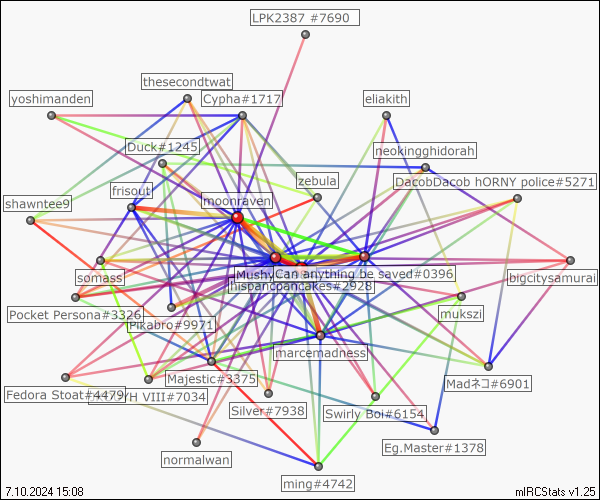 LPK2387 #7690
thesecondtwat
yoshimanden
Cypha#1717
eliakith
Duck#1245
neokingghidorah
zebula
DacobDacob hORNY police#5271
frisout
moonraven
shawntee9
somass
Mushy
Can anything be saved#0396
bigcitysamurai
hispanopancakes#2928
Pocket Persona#3326
Pikabro#9971
mukszi
marcemadness
Majestic#3375
Madネコ#6901
Fedora Stoat#4479
VIII#7034
Silver#7938
Swirly Boi#6154
Eg.Master#1378
normalwan
ming#4742
7.10.2024 15:08
mIRCStats v1.25